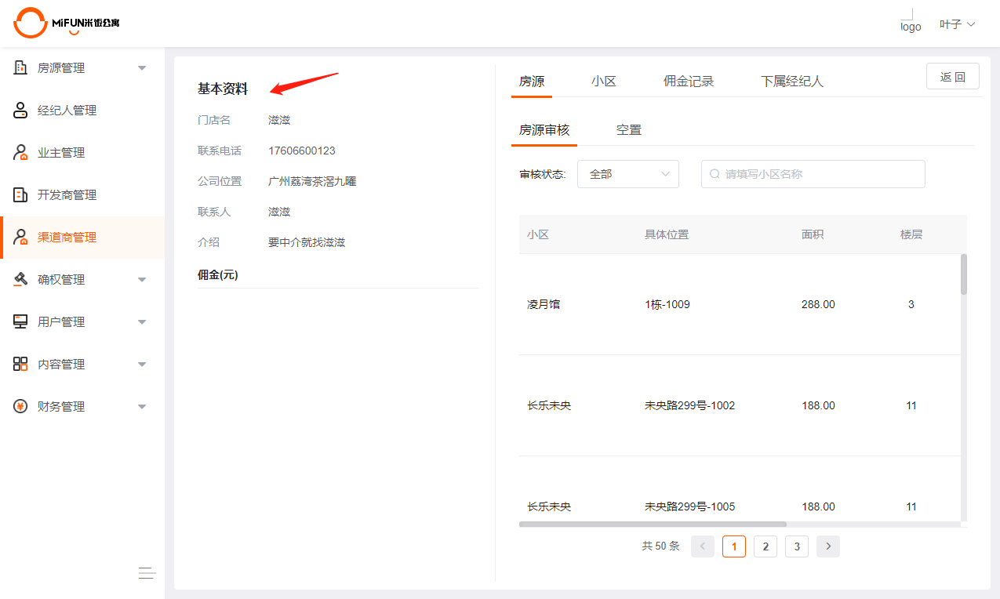 MiFUN米饭公寓
logo
叶子
房源管理
经纪人管理
业主管理
开发商管理
渠道商管理
确权管理
用户管理
内容管理
财务管理
基本资料
门店名 滋滋
联系电话 17606600123
公司位置 广州荔湾茶滘九曜
联系人 滋滋
介绍 要中介就找滋滋
佣金(元)
房源 小区 佣金记录 下属经纪人 返回
房源审核 空置
审核状态: 全部 请填写小区名称
小区 具体位置 面积 楼层
凌月馆 1栋-1009 288.00 3
长乐未央 未央路299号-1002 188.00 11
长乐未央 未央路299号-1005 188.00 11
共 50 条 1 2 3